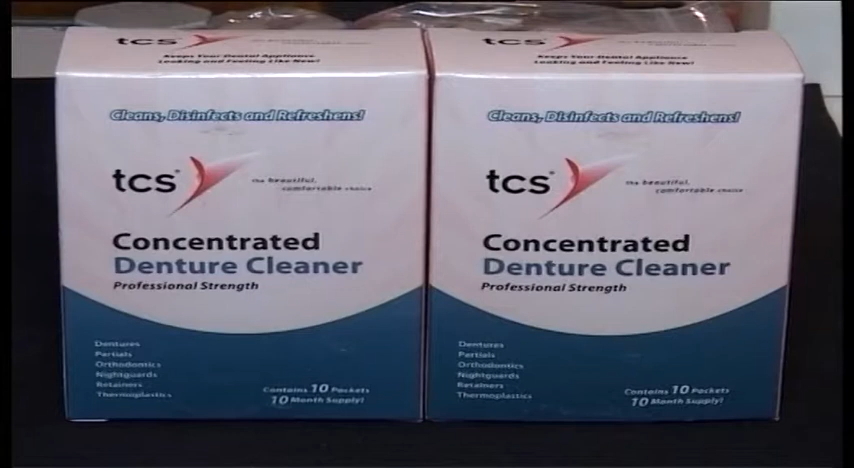 tcs
Keeps Your Dental Appliance
Looking and Feeling Like New!
Cleans, Disinfects and Refreshens!
tcs
the beautiful,
comfortable choice
Concentrated
Denture Cleaner
Professional Strength
Dentures
Partials
Orthodontics
Nightguards
Retainers
Thermoplastics
Contains 10 Packets
10 Month Supply!
tcs
Keeps Your Dental Appliance
Looking and Feeling Like New!
Cleans, Disinfects and Refreshens!
tcs
the beautiful,
comfortable choice
Concentrated
Denture Cleaner
Professional Strength
Dentures
Partials
Orthodontics
Nightguards
Retainers
Thermoplastics
Contains 10 Packets
10 Month Supply!